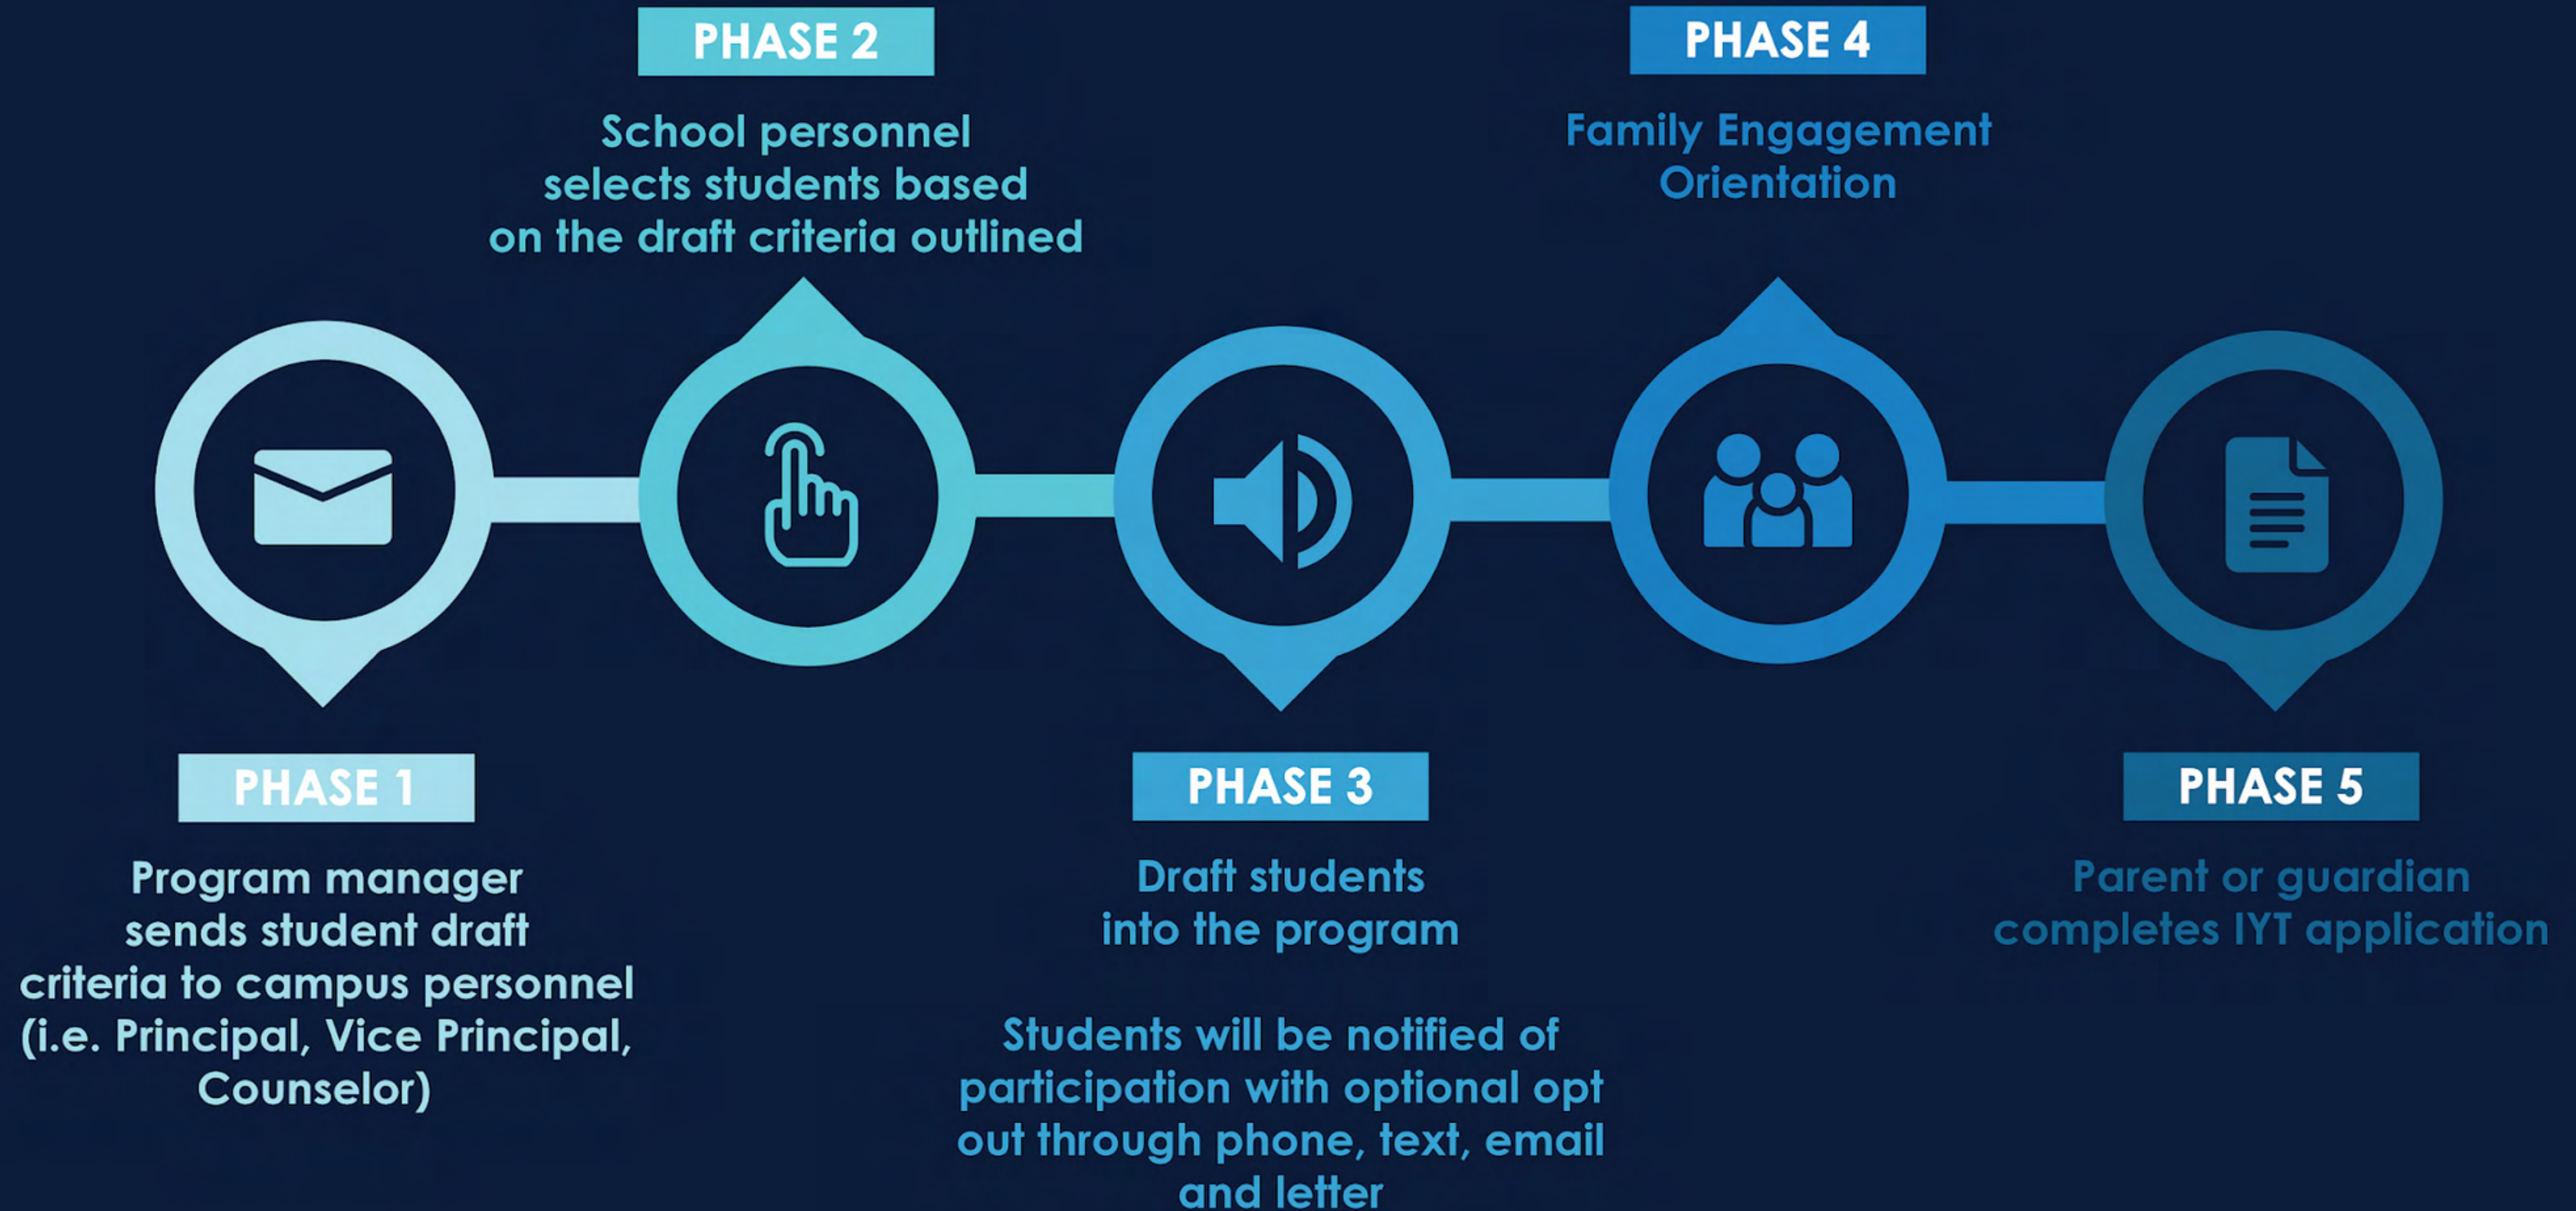 PHASE 1
Program manager
sends student draft
criteria to campus personnel
(i.e. Principal, Vice Principal,
Counselor)
PHASE 2
School personnel
selects students based
on the draft criteria outlined
PHASE 3
Draft students
into the program
Students will be notified of
participation with optional opt
out through phone, text, email
and letter
PHASE 4
Family Engagement
Orientation
PHASE 5
Parent or guardian
completes IYT application